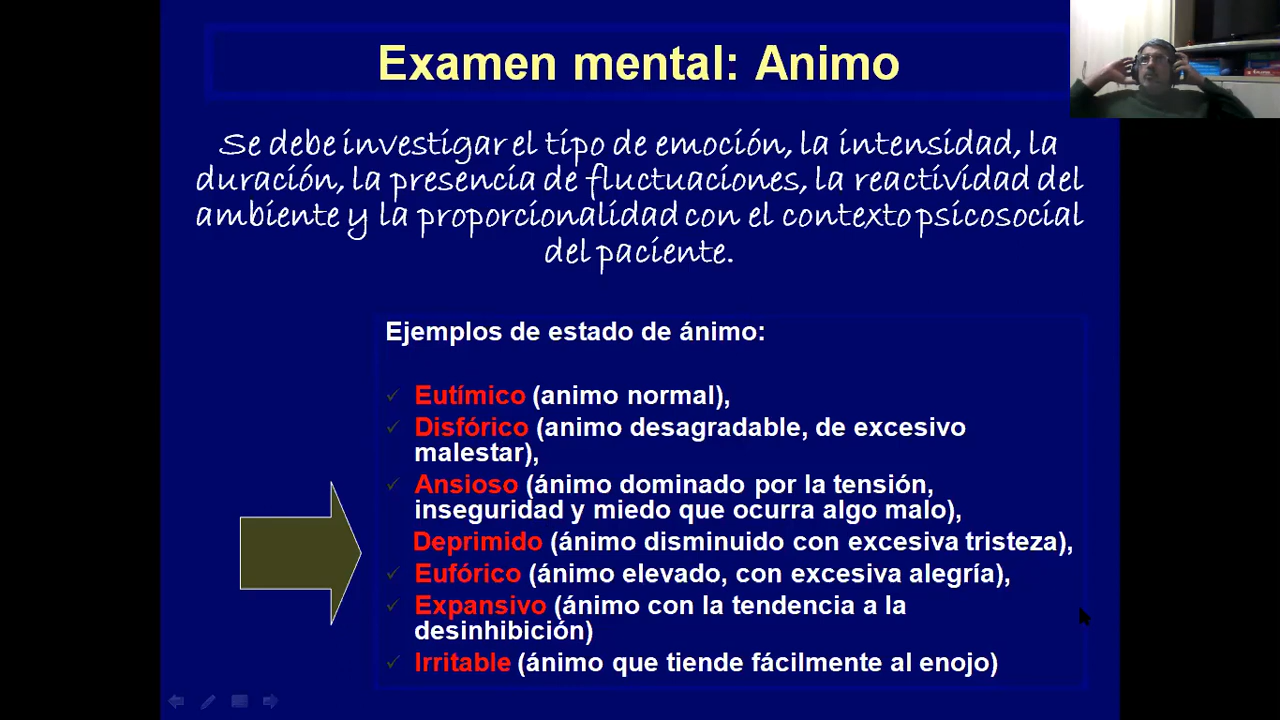 Examen mental: Animo
Se debe investigar el tipo de emoción, la intensidad, la
duración, la presencia de fluctuaciones, la reactividad del
ambiente y la proporcionalidad con el contexto psicosocial
del paciente.
Ejemplos de estado de ánimo:
Eutímico (animo normal),
Disfórico (animo desagradable, de excesivo
malestar),
Ansioso (ánimo dominado por la tensión,
inseguridad y miedo que ocurra algo malo),
Deprimido (ánimo disminuido con excesiva tristeza),
Eufórico (ánimo elevado, con excesiva alegría),
Expansivo (ánimo con la tendencia a la
desinhibición)
Irritable (ánimo que tiende fácilmente al enojo)